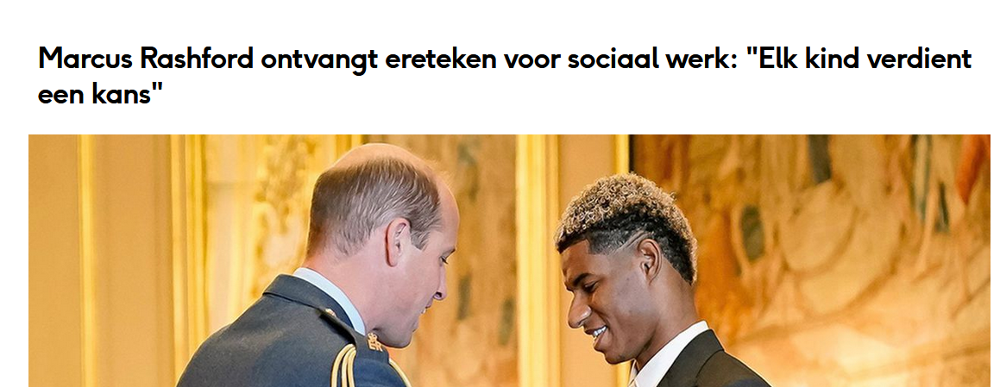 Marcus Rashford ontvangt ereteken voor sociaal werk: "Elk kind verdient
een kans"